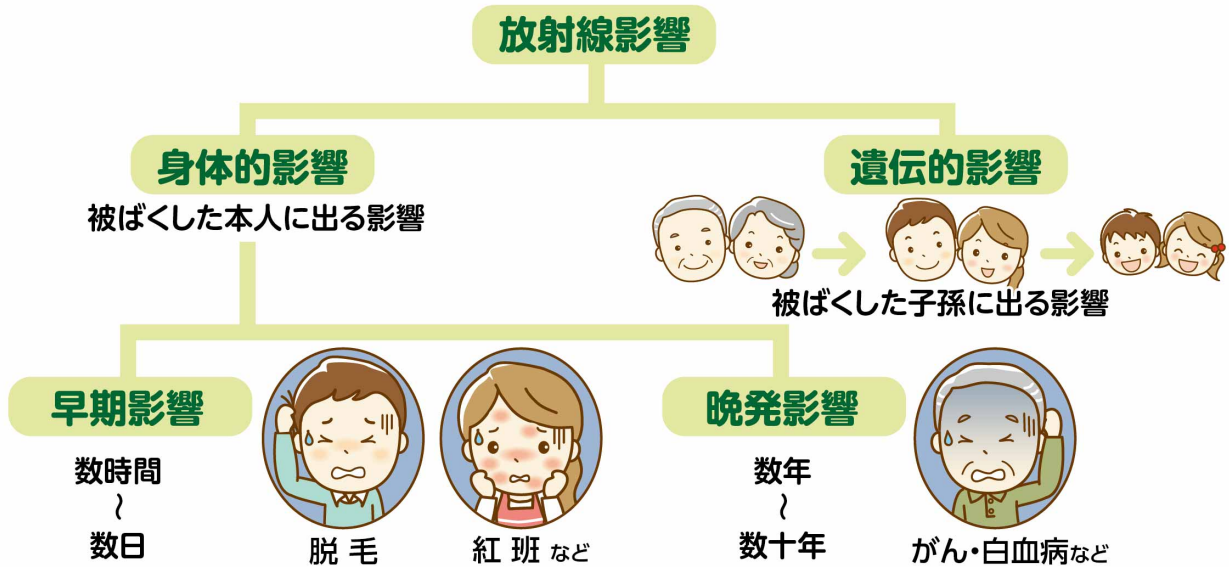 放射線影響
身体的影響
被ばくした本人に出る影響
遺伝的影響
被ばくした子孫に出る影響
早期影響
数時間
~
数日
脱毛
紅班など
晩発影響
数年
~
数十年
がん・白血病など